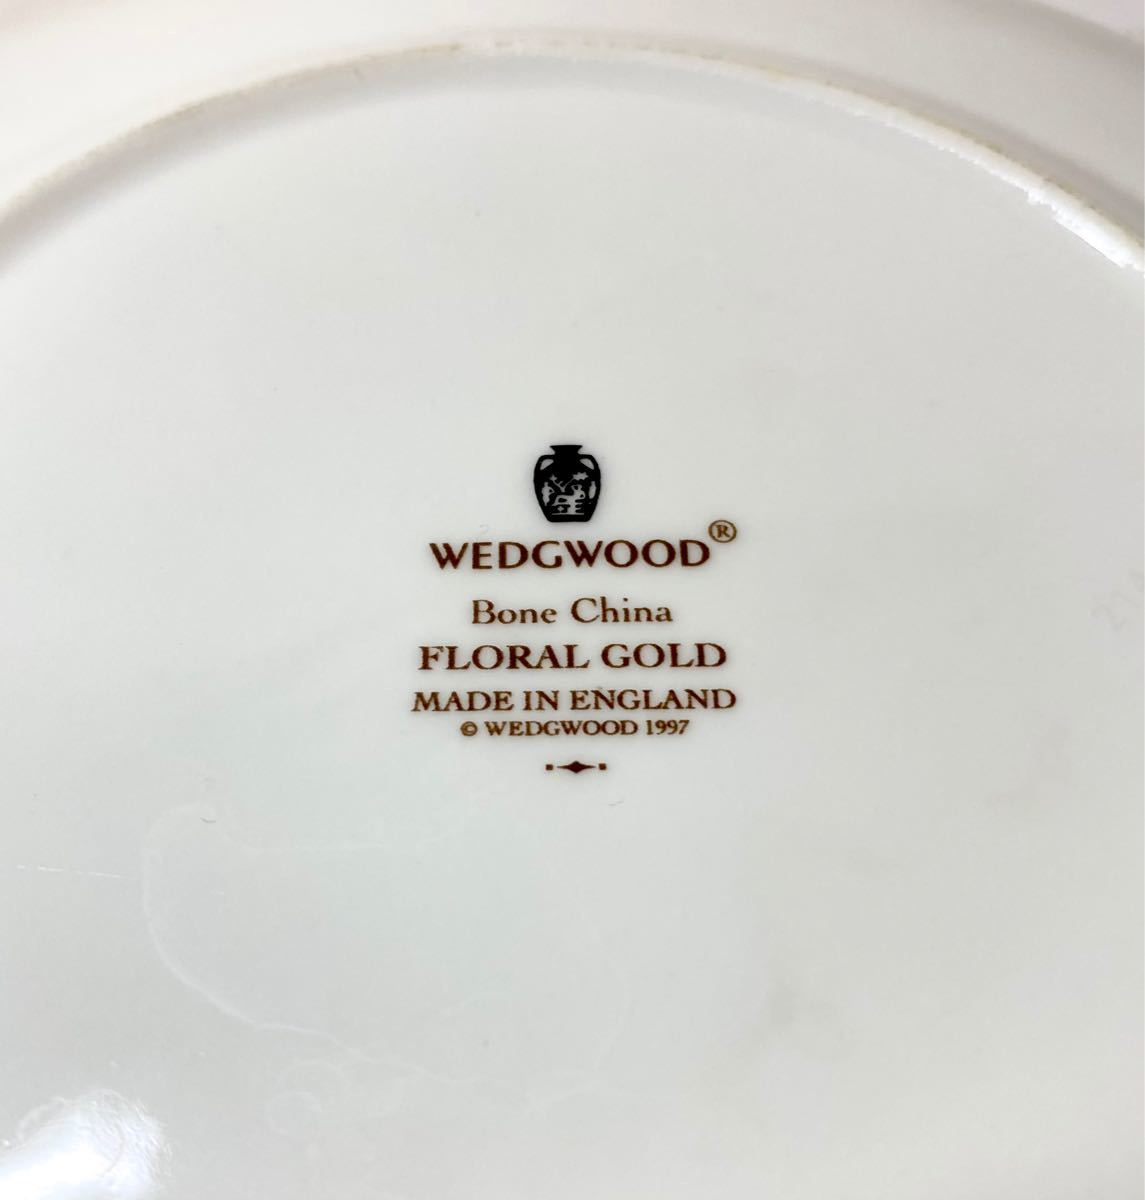 WEDGWOOD®
Bone China
FLORAL GOLD
MADE IN ENGLAND
© WEDGWOOD 1997